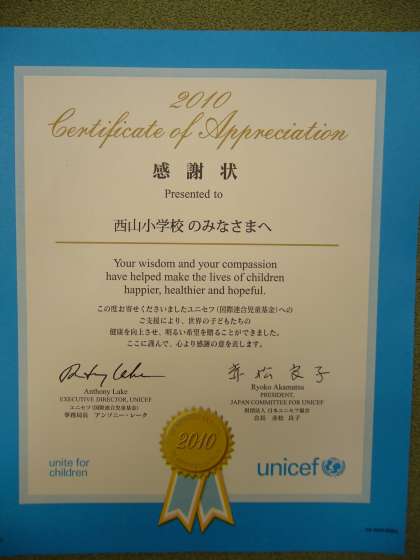 2010
Certificate of Appreciation
感謝状
Presented to
西山小学校 のみなさまへ
Your wisdom and your compassion
have helped make the lives of children
happier, healthier and hopeful.
この度お寄せくださいましたユニセフ(国際連合児童基金)への
ご支援により、世界の子どもたちの
健康を向上させ、明るい希望を贈ることができました。
ここに謹んで、心より感謝の意を表します。
Anthony Lake
EXECUTIVE DIRECTOR, UNICEF
ユニセフ(国際連合児童基金)
事務局長 アンソニー・レーク
赤松良子
Ryoko Akamatsu
PRESIDENT,
JAPAN COMMITTEE FOR UNICEF
財団法人 日本ユニセフ協会
会長 赤松 良子
2010
unite for
children
unicef